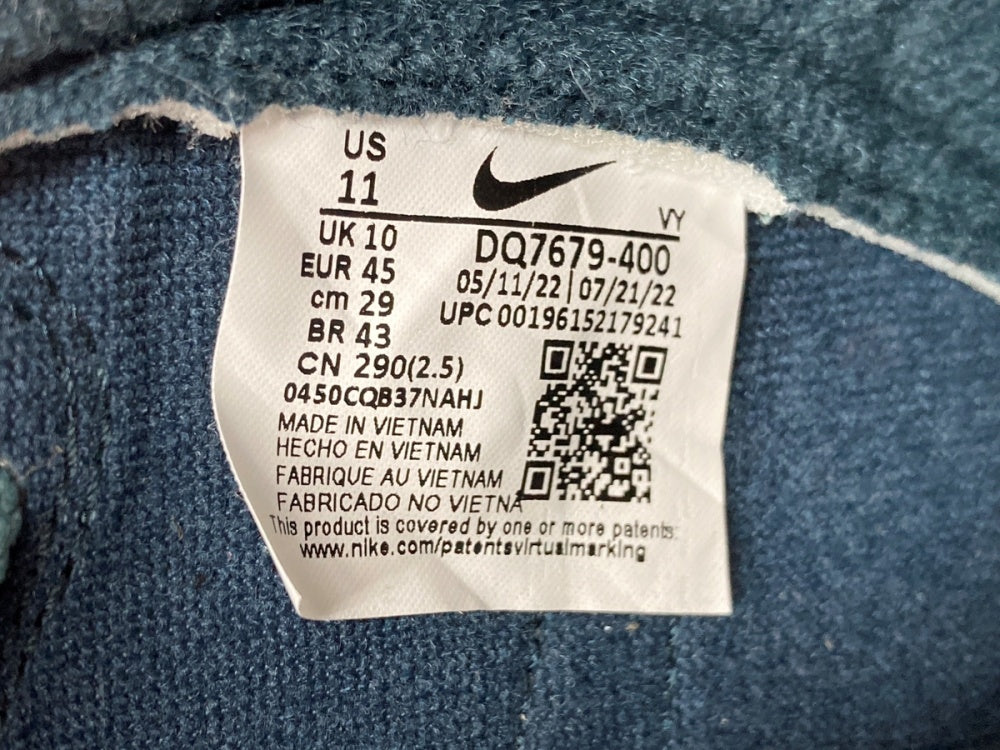 US
11
VY
UK 10
DQ7679-400
EUR 45
05/11/22|07/21/22
cm 29
UPC 00196152179241
BR 43
CN 290(2.5)
0450CQB37NAHJ
MADE IN VIETNAM
HECHO EN VIETNAM
FABRIQUE AU VIETNAM
FABRICADO NO VIETNA
This product is covered by one or more patents:
www.nike.com/patentsvirtualmarking